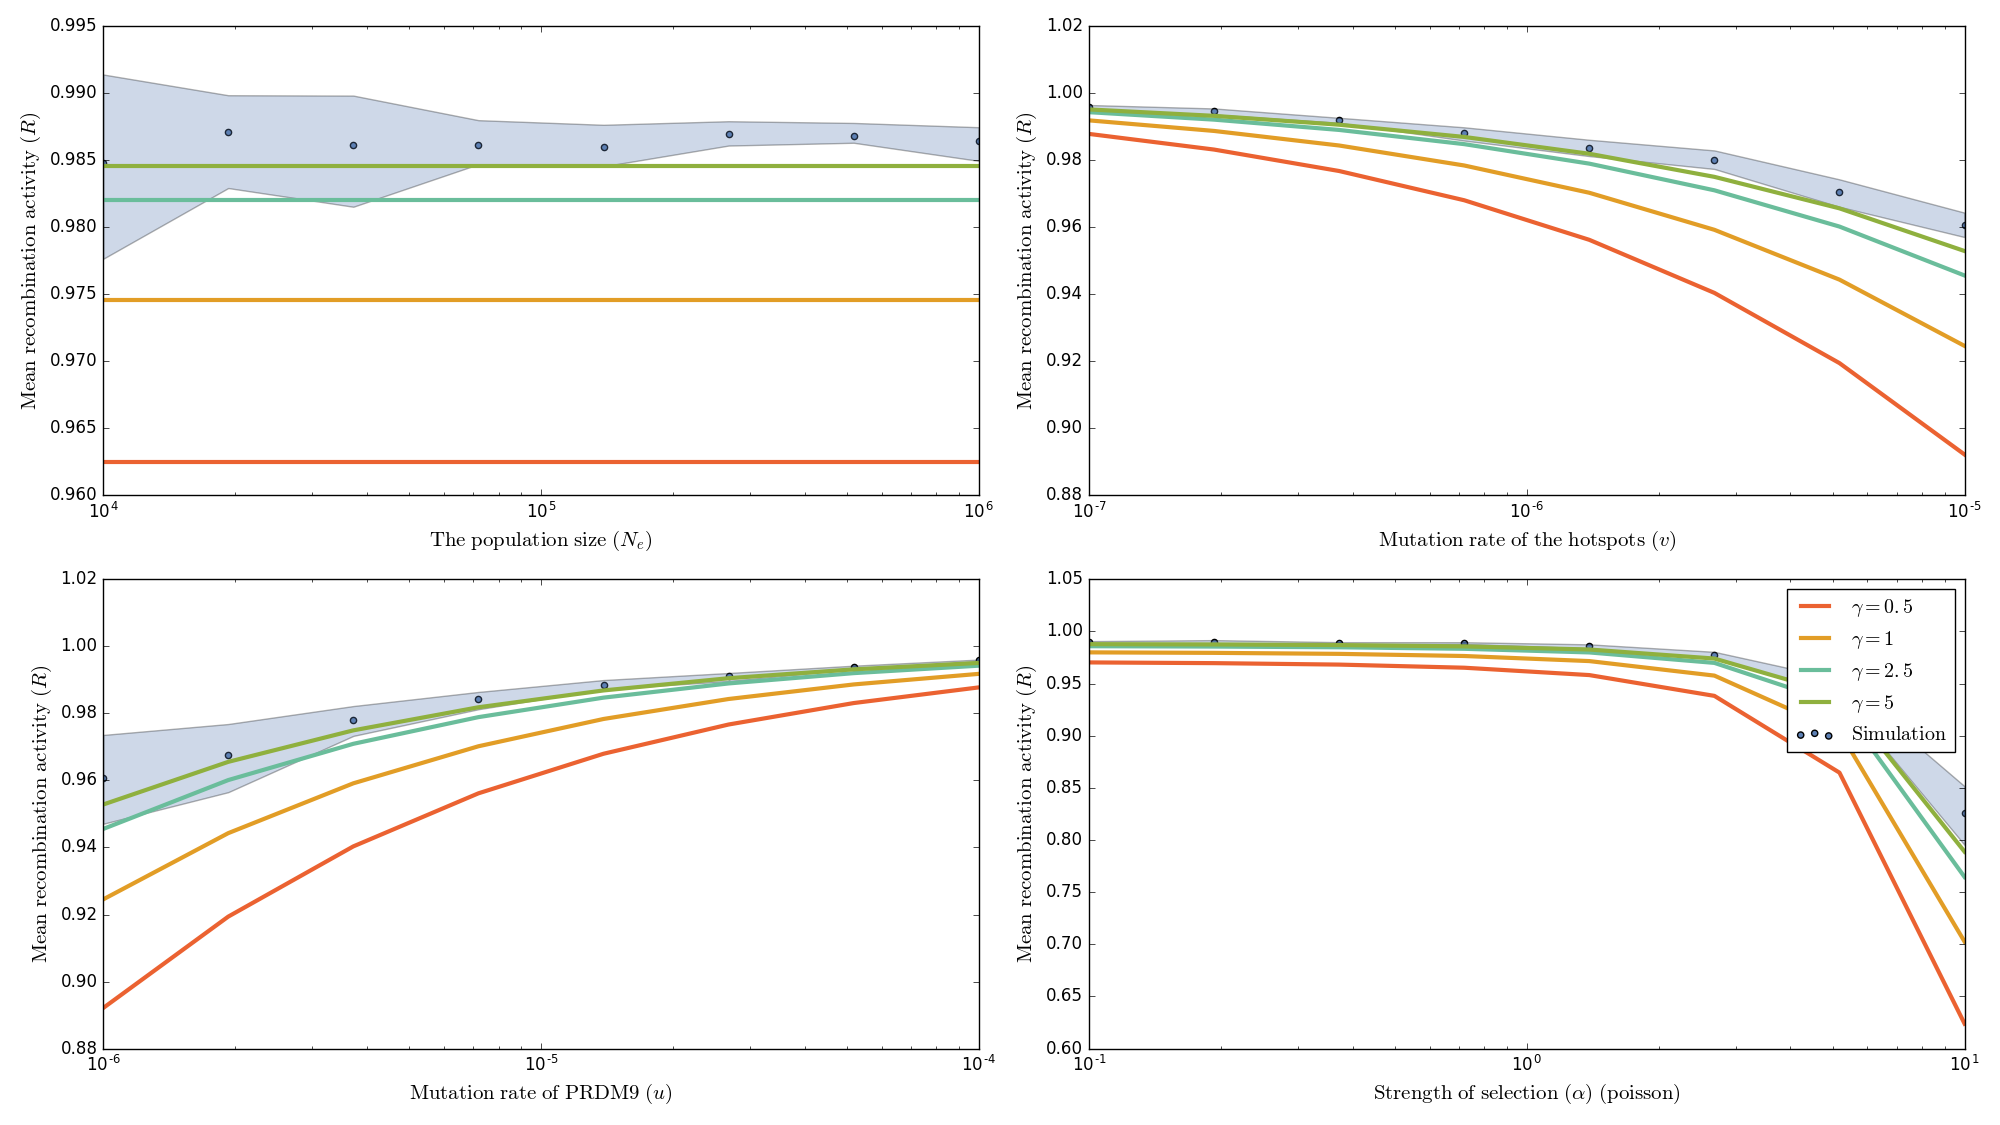 0.995
0.990
0.985
0.980
0.975
0.970
0.965
0.960
Mean recombination activity (R)
10^4 10^5 10^6
The population size (N_e)
1.02
1.00
0.98
0.96
0.94
0.92
0.90
0.88
Mean recombination activity (R)
10^-7 10^-6 10^-5
Mutation rate of the hotspots (v)
1.02
1.00
0.98
0.96
0.94
0.92
0.90
0.88
Mean recombination activity (R)
10^-6 10^-5 10^-4
Mutation rate of PRDM9 (u)
1.05
1.00
0.95
0.90
0.85
0.80
0.75
0.70
0.65
0.60
Mean recombination activity (R)
10^-1 10^0 10^1
Strength of selection (α) (poisson)
γ = 0.5
γ = 1
γ = 2.5
γ = 5
Simulation